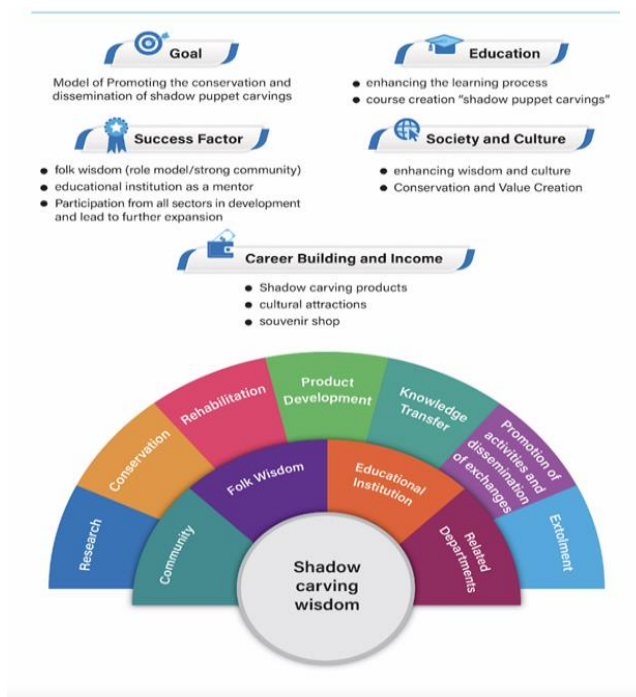 Goal
Model of Promoting the conservation and
dissemination of shadow puppet carvings
Education
● enhancing the learning process
● course creation “shadow puppet carvings”
Success Factor
● folk wisdom (role model/strong community)
● educational institution as a mentor
● Participation from all sectors in development
and lead to further expansion
Society and Culture
● enhancing wisdom and culture
● Conservation and Value Creation
Career Building and Income
● Shadow carving products
● cultural attractions
● souvenir shop
Research
Conservation
Rehabilitation
Product
Development
Knowledge
Transfer
Promotion of
activities and
dissemination
of exchanges
Extolment
Community
Folk Wisdom
Educational
Institution
Related
Departments
Shadow
carving
wisdom